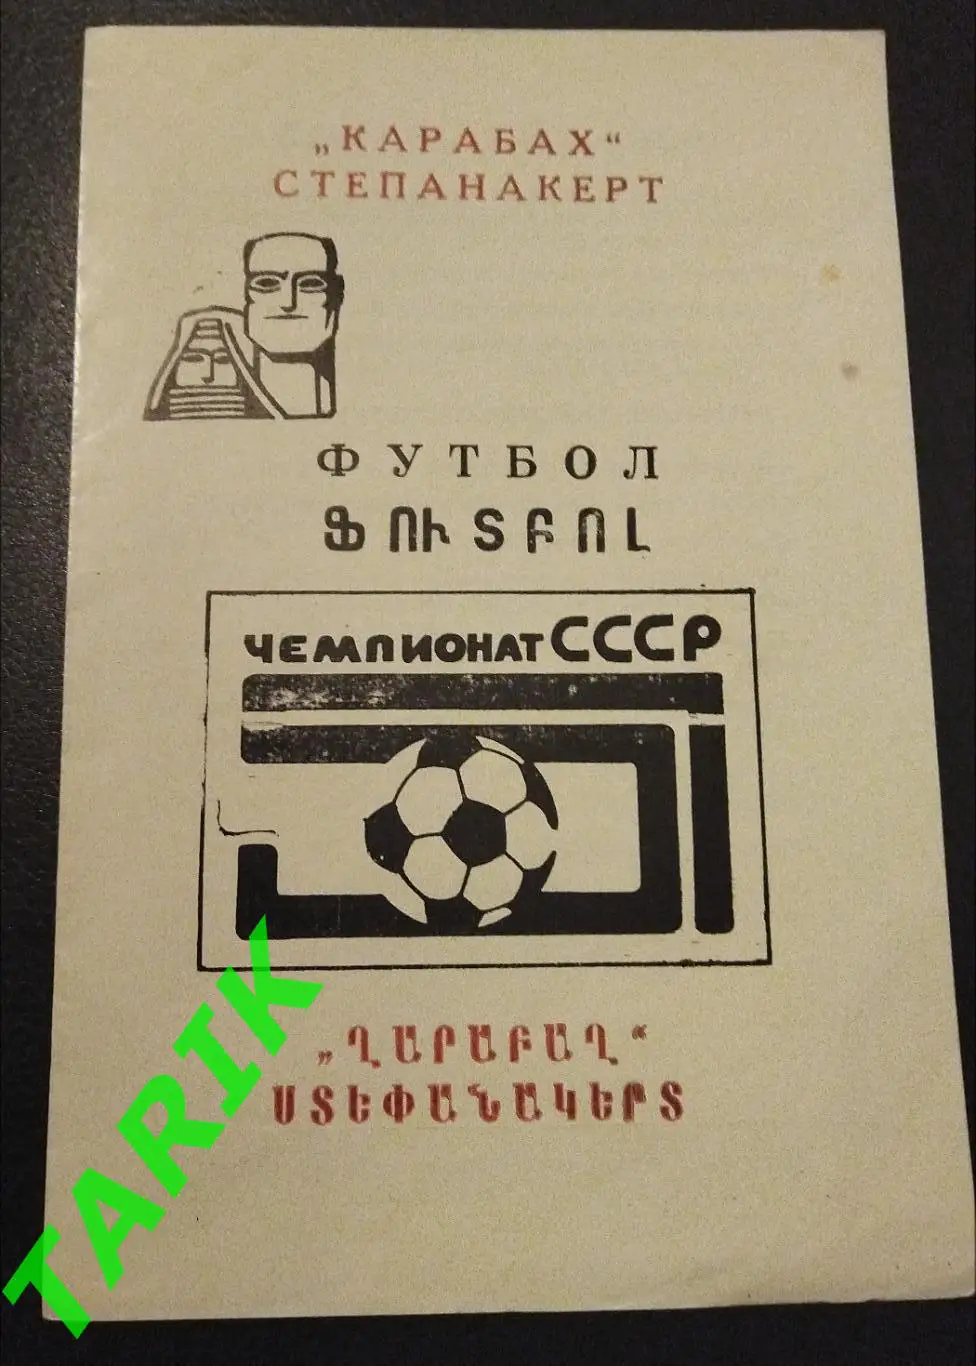 „КАРАБАХ“
СТЕПАНАКЕРТ
ФУТБОЛ
ՖՈՒՏԲՈԼ
ЧЕМПИОНАТ СССР
„ՂԱՐԱԲԱՂ“
ՍՏԵՓԱՆԱԿԵՐՏ
TARIK